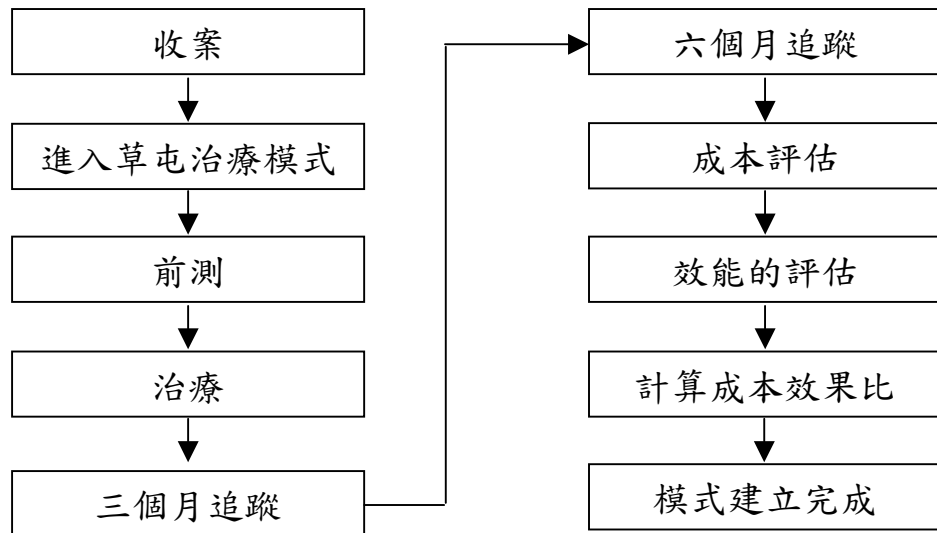 收案
進入草屯治療模式
前測
治療
三個月追蹤
六個月追蹤
成本評估
效能的評估
計算成本效果比
模式建立完成